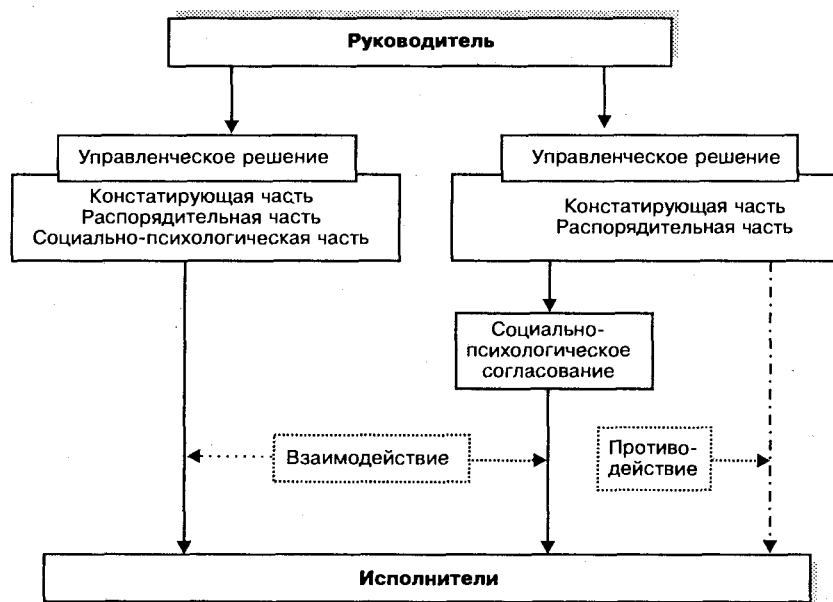 Руководитель
Управленческое решение
Констатирующая часть
Распорядительная часть
Социально-психологическая часть
Управленческое решение
Констатирующая часть
Распорядительная часть
Социально-
психологическое
согласование
Взаимодействие
Противо-
действие
Исполнители